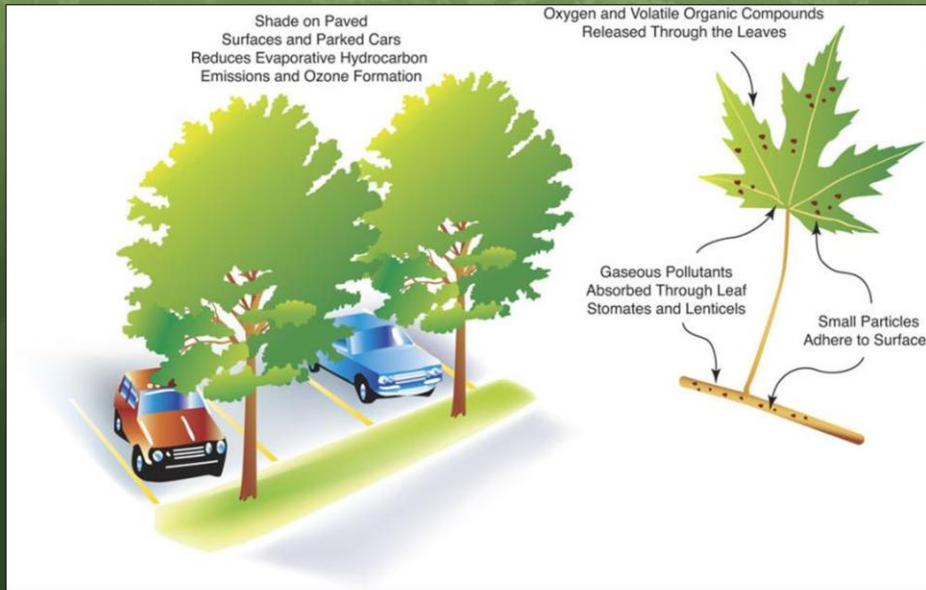 Shade on Paved
Surfaces and Parked Cars
Reduces Evaporative Hydrocarbon
Emissions and Ozone Formation
Oxygen and Volatile Organic Compounds
Released Through the Leaves
Gaseous Pollutants
Absorbed Through Leaf
Stomates and Lenticels
Small Particles
Adhere to Surface